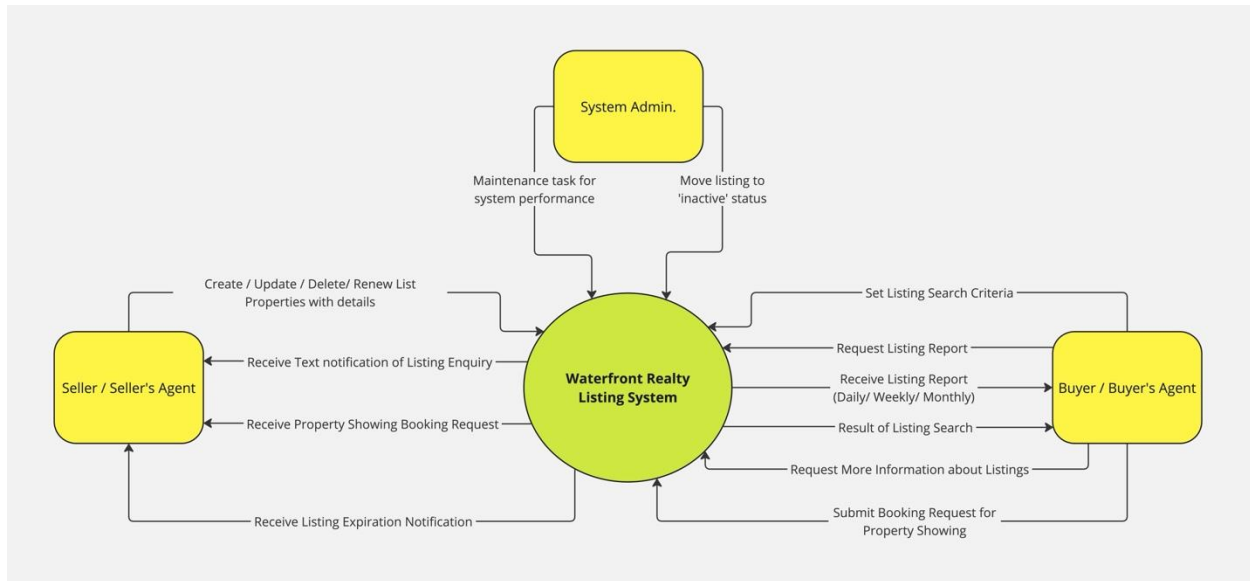 System Admin.
Maintenance task for
system performance
Move listing to
'inactive' status
Create / Update / Delete/ Renew List
Properties with details
Set Listing Search Criteria
Receive Text notification of Listing Enquiry
Request Listing Report
Seller / Seller's Agent
Waterfront Realty
Listing System
Receive Listing Report
(Daily/ Weekly/ Monthly)
Buyer / Buyer's Agent
Receive Property Showing Booking Request
Result of Listing Search
Request More Information about Listings
Receive Listing Expiration Notification
Submit Booking Request for
Property Showing